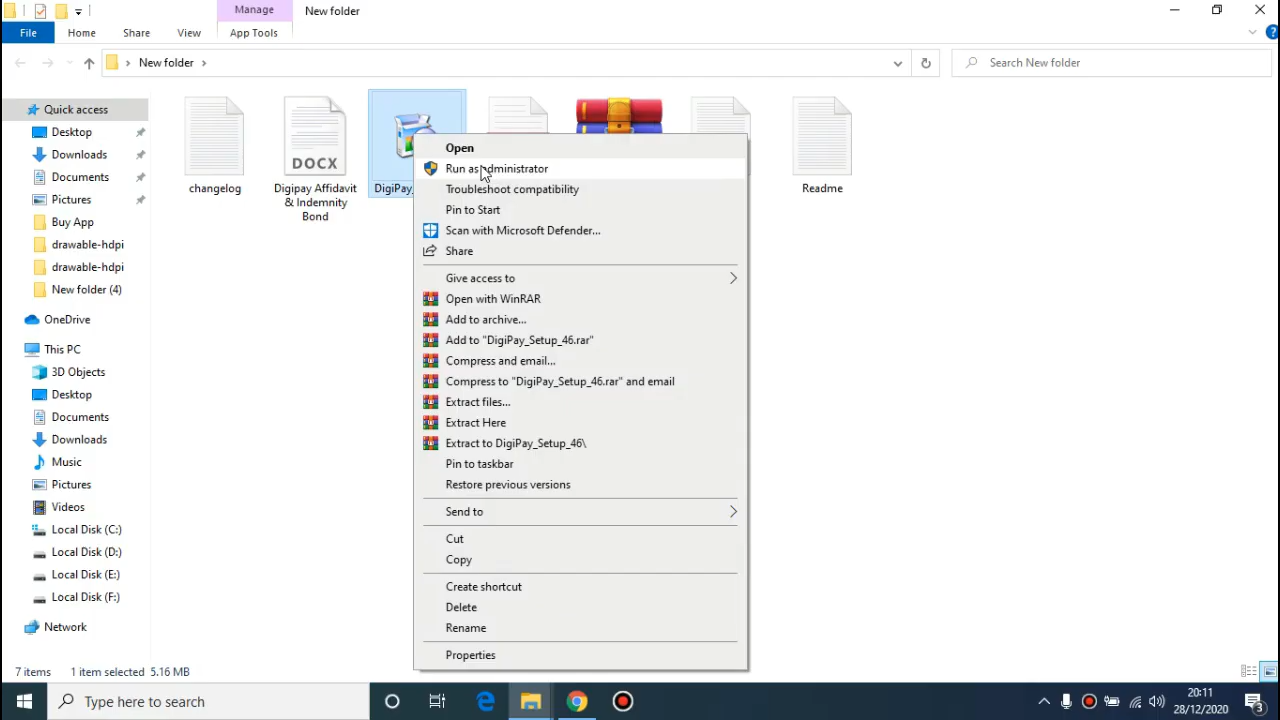 Manage
New folder
File
Home
Share
View
App Tools
New folder
Search New folder
Quick access
Desktop
Downloads
Documents
Pictures
Buy App
drawable-hdpi
drawable-hdpi
New folder (4)
OneDrive
This PC
3D Objects
Desktop
Documents
Downloads
Music
Pictures
Videos
Local Disk (C:)
Local Disk (D:)
Local Disk (E:)
Local Disk (F:)
Network
changelog
DOCX
Digipay Affidavit
& Indemnity
Bond
DigiPay_
Readme
Open
Run as administrator
Troubleshoot compatibility
Pin to Start
Scan with Microsoft Defender...
Share
Give access to
Open with WinRAR
Add to archive...
Add to "DigiPay_Setup_46.rar"
Compress and email...
Compress to "DigiPay_Setup_46.rar" and email
Extract files...
Extract Here
Extract to DigiPay_Setup_46\
Pin to taskbar
Restore previous versions
Send to
Cut
Copy
Create shortcut
Delete
Rename
Properties
7 items 1 item selected 5.16 MB
Type here to search
20:11
28/12/2020
3